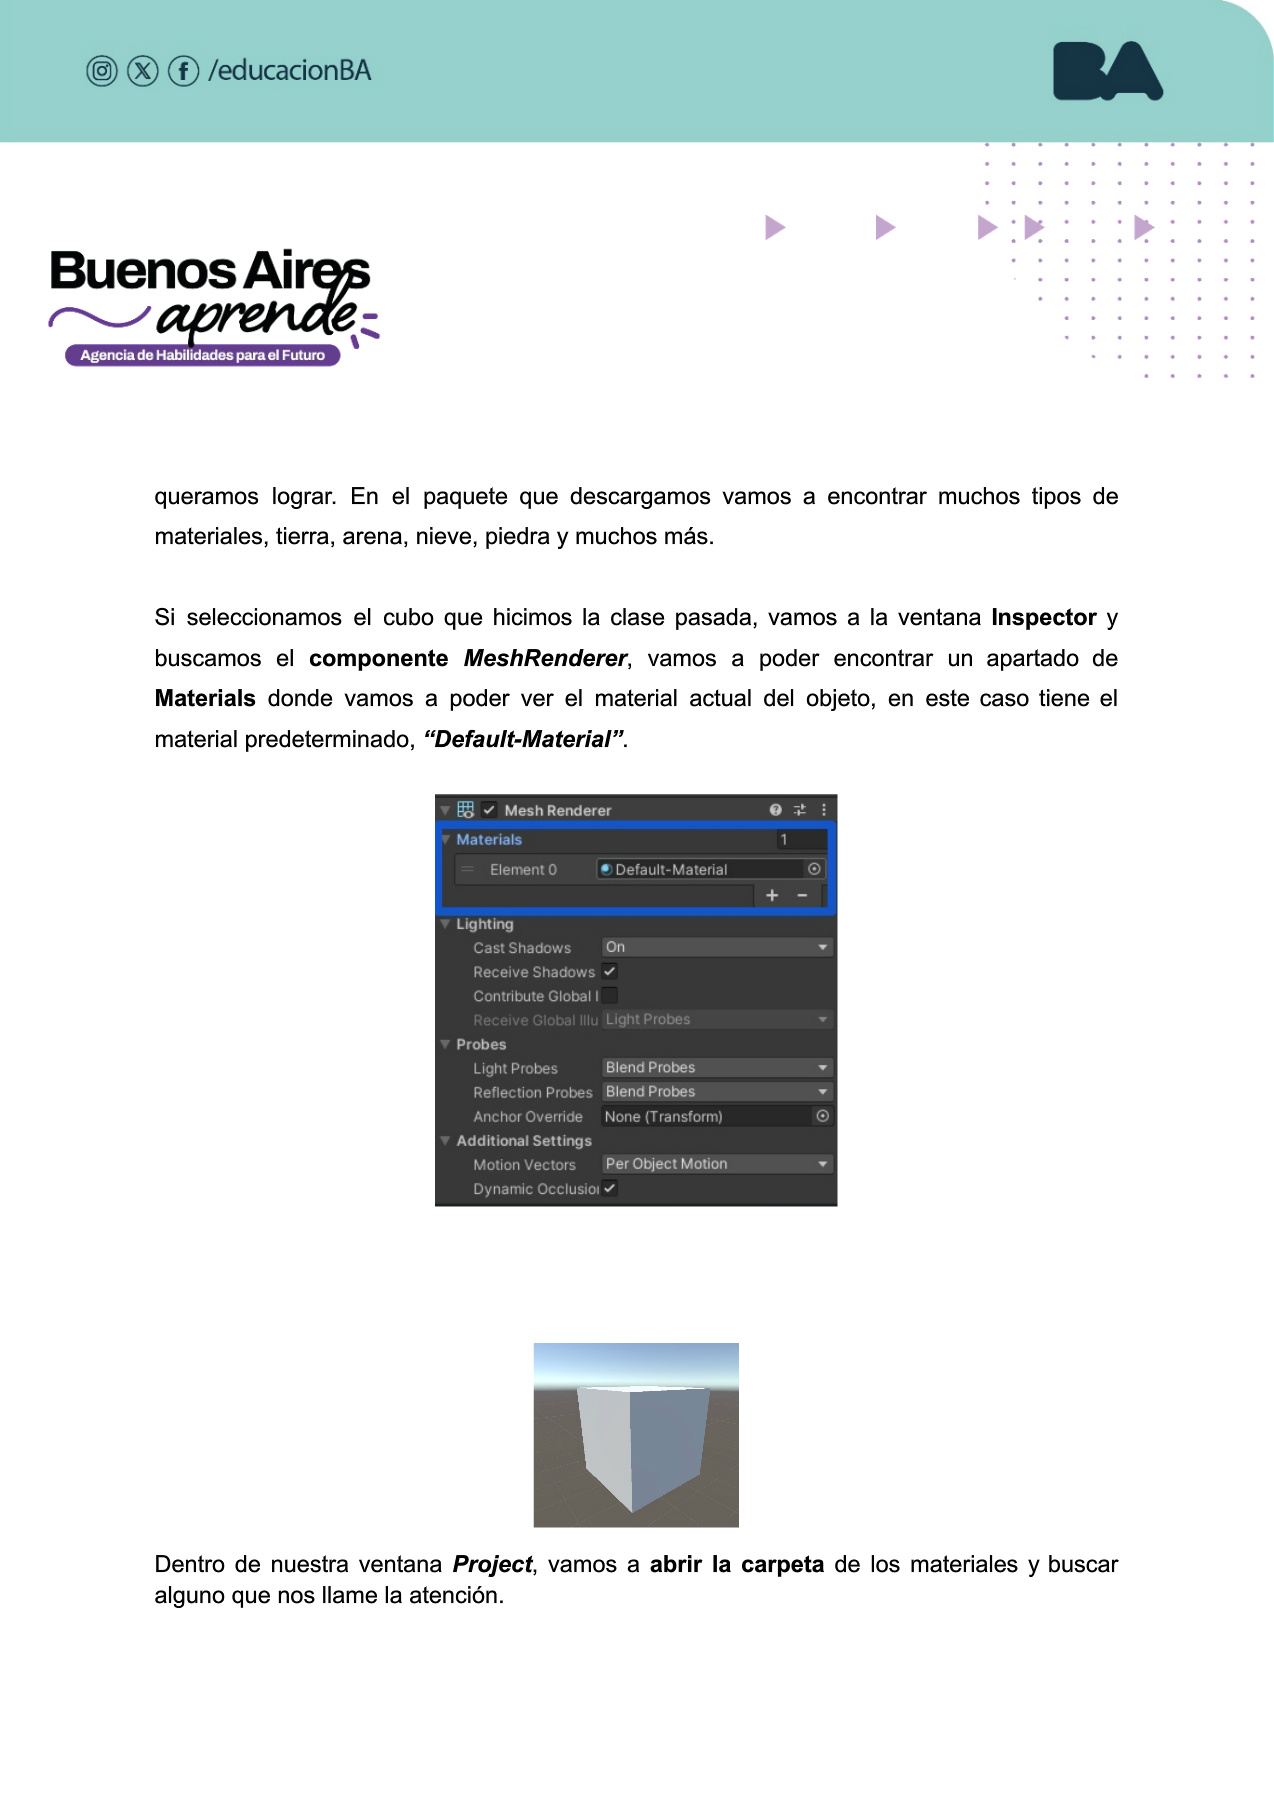 /educacionBA
BA
Buenos Aires
aprende
Agencia de Habilidades para el Futuro
queramos lograr. En el paquete que descargamos vamos a encontrar muchos tipos de
materiales, tierra, arena, nieve, piedra y muchos más.
Si seleccionamos el cubo que hicimos la clase pasada, vamos a la ventana Inspector y
buscamos el componente MeshRenderer, vamos a poder encontrar un apartado de
Materials donde vamos a poder ver el material actual del objeto, en este caso tiene el
material predeterminado, “Default-Material”.
Mesh Renderer
Materials 1
Element 0 Default-Material
+ −
Lighting
Cast Shadows On
Receive Shadows
Contribute Global I
Receive Global Illu Light Probes
Probes
Light Probes Blend Probes
Reflection Probes Blend Probes
Anchor Override None (Transform)
Additional Settings
Motion Vectors Per Object Motion
Dynamic Occlusion
Dentro de nuestra ventana Project, vamos a abrir la carpeta de los materiales y buscar
alguno que nos llame la atención.